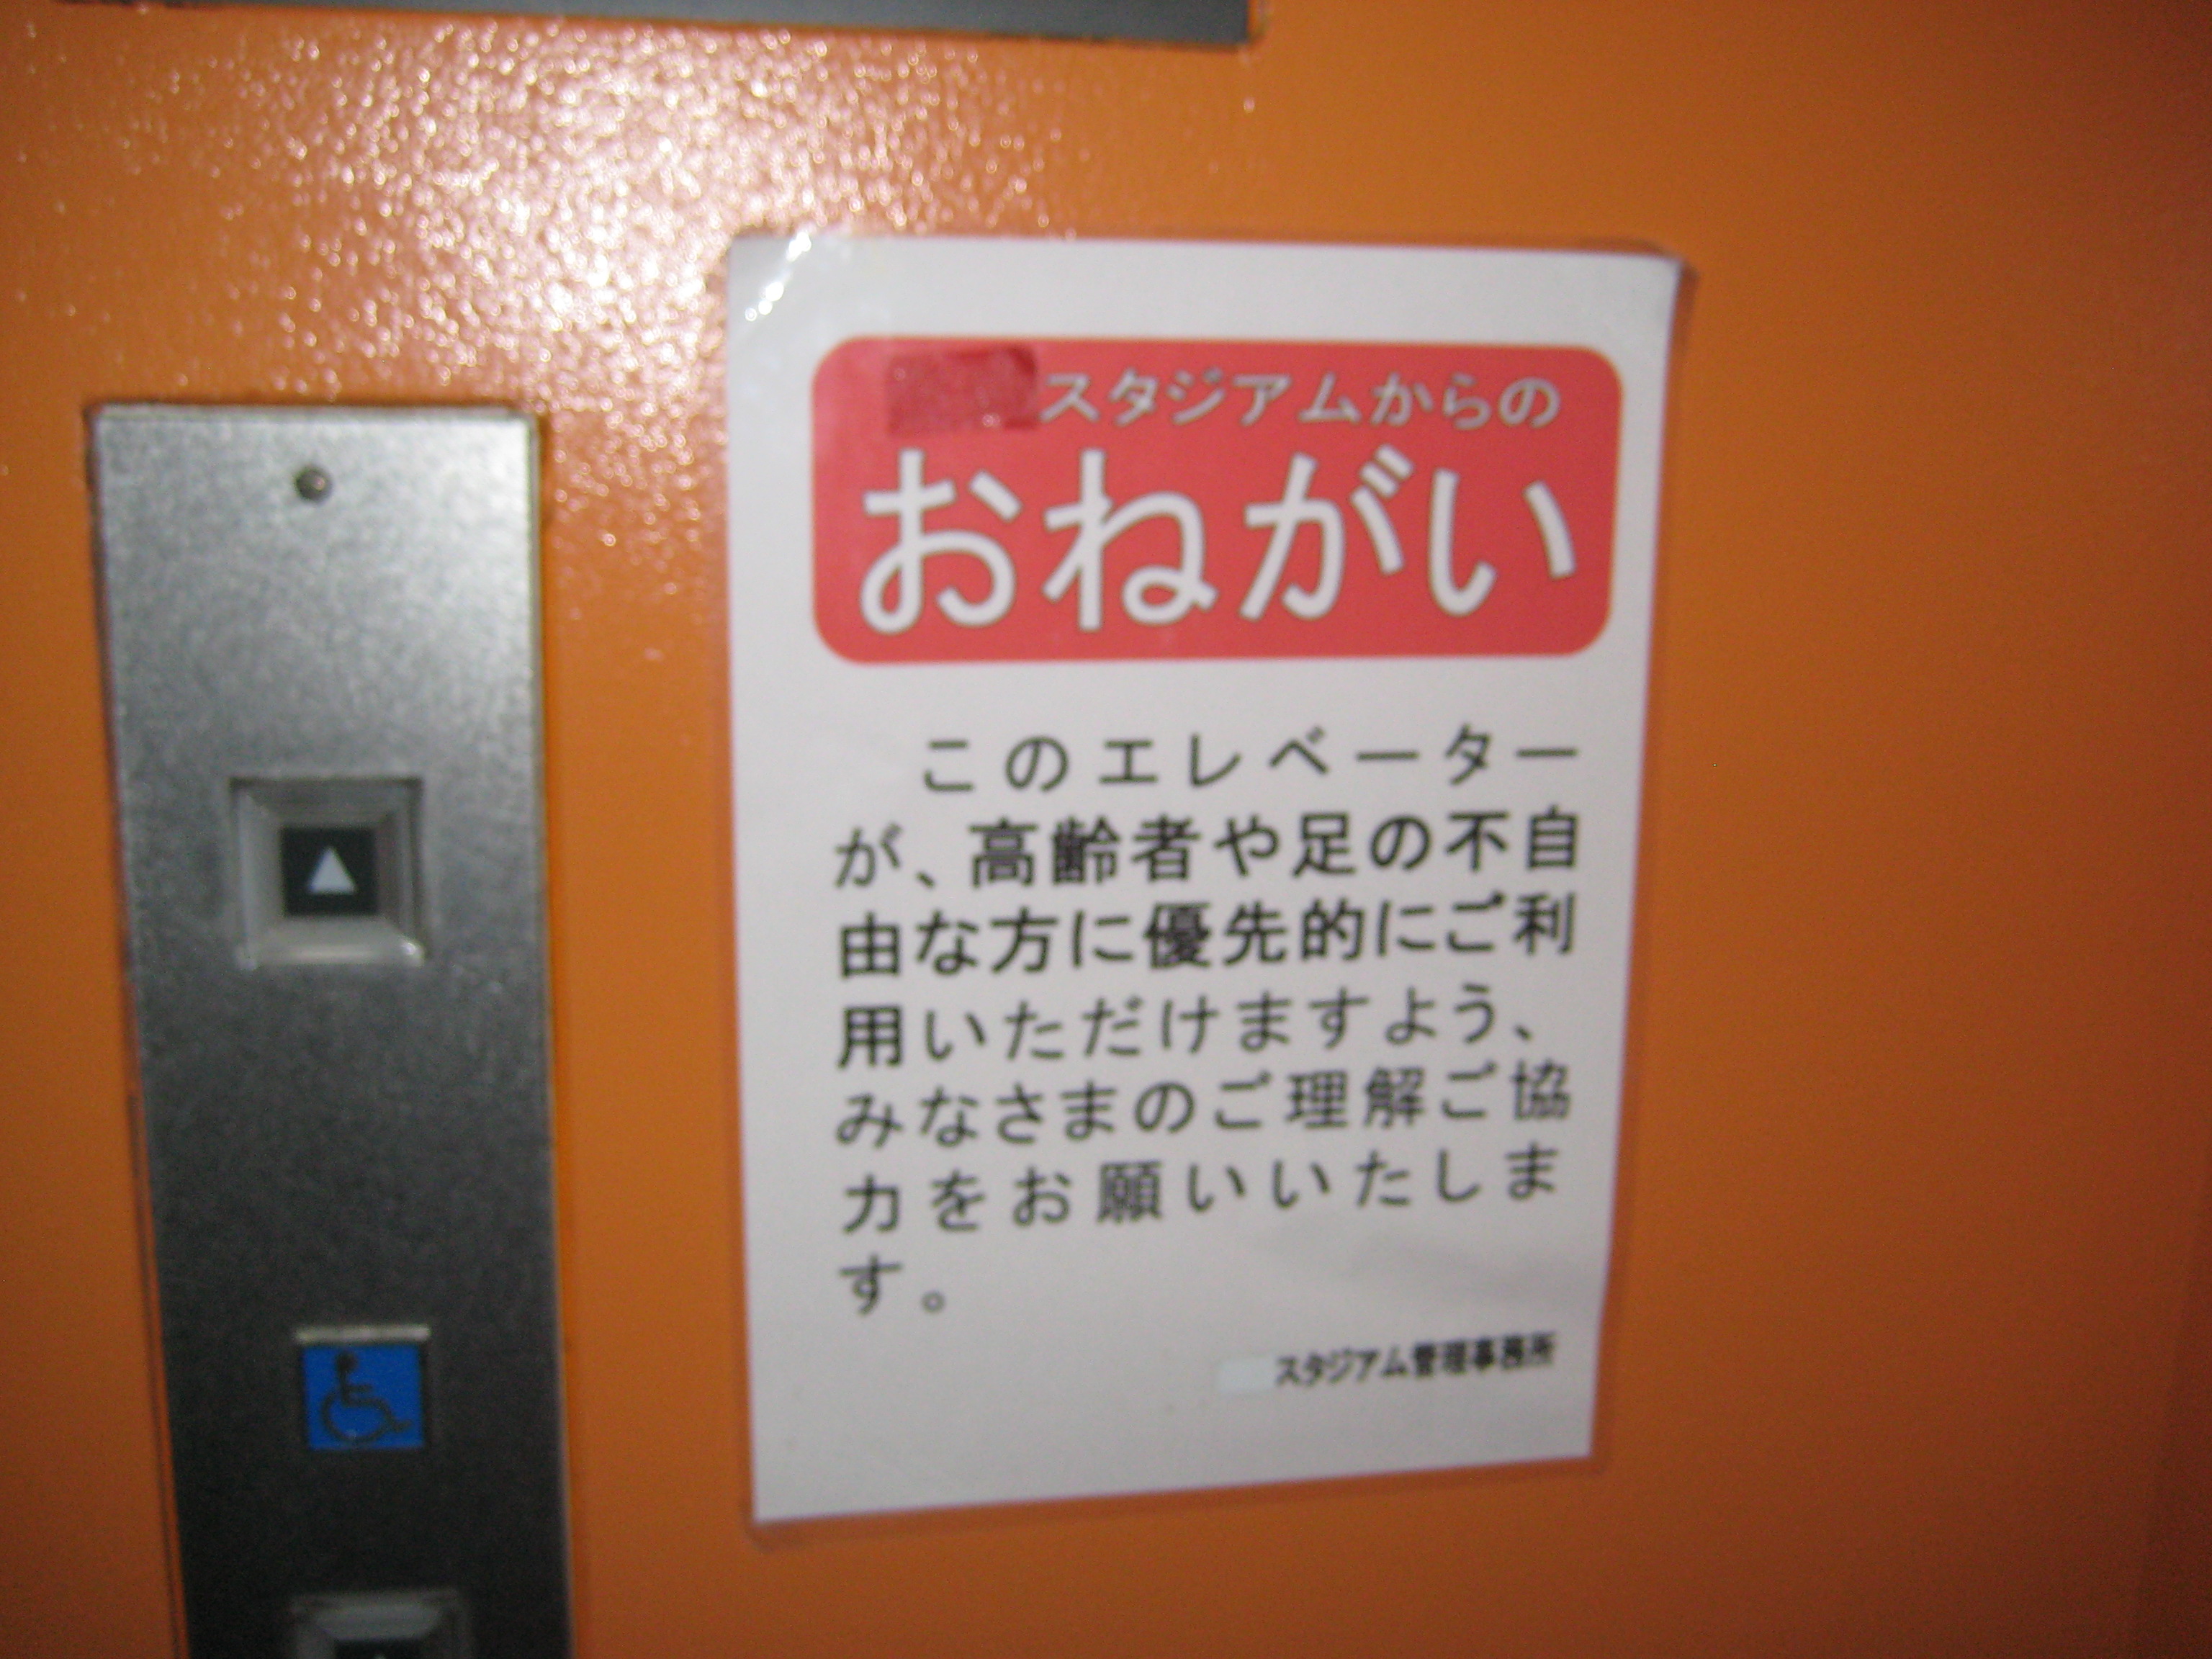 スタジアムからの
おねがい
このエレベーター
が、高齢者や足の不自
由な方に優先的にご利
用いただけますよう、
みなさまのご理解ご協
力をお願いいたしま
す。
スタジアム管理事務所